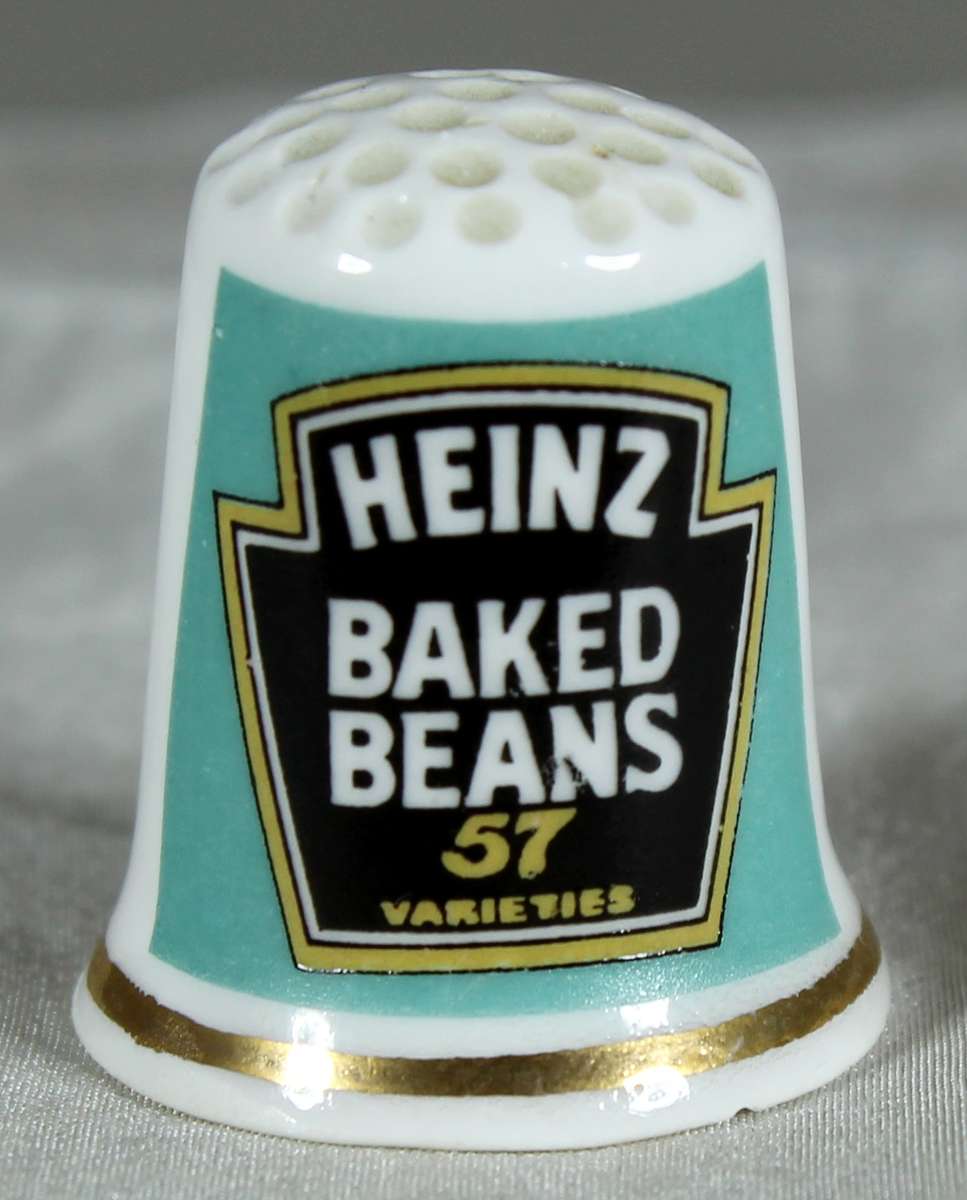 HEINZ
BAKED
BEANS
57
VARIETIES